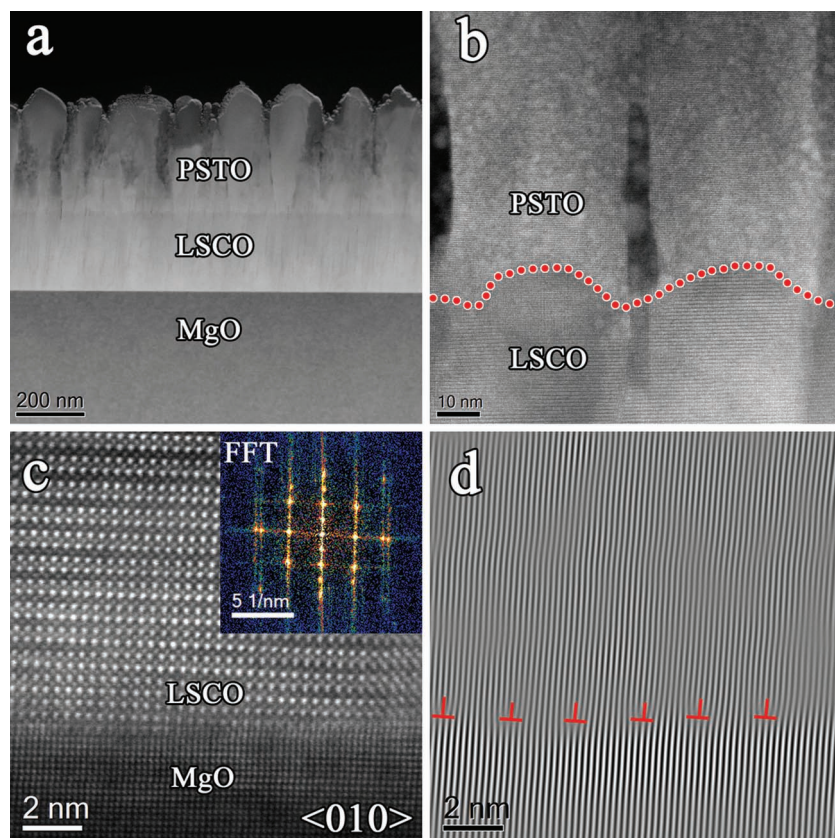 a
PSTO
LSCO
MgO
200 nm
b
PSTO
LSCO
10 nm
c
FFT
5 1/nm
LSCO
MgO
2 nm
<010>
d
2 nm